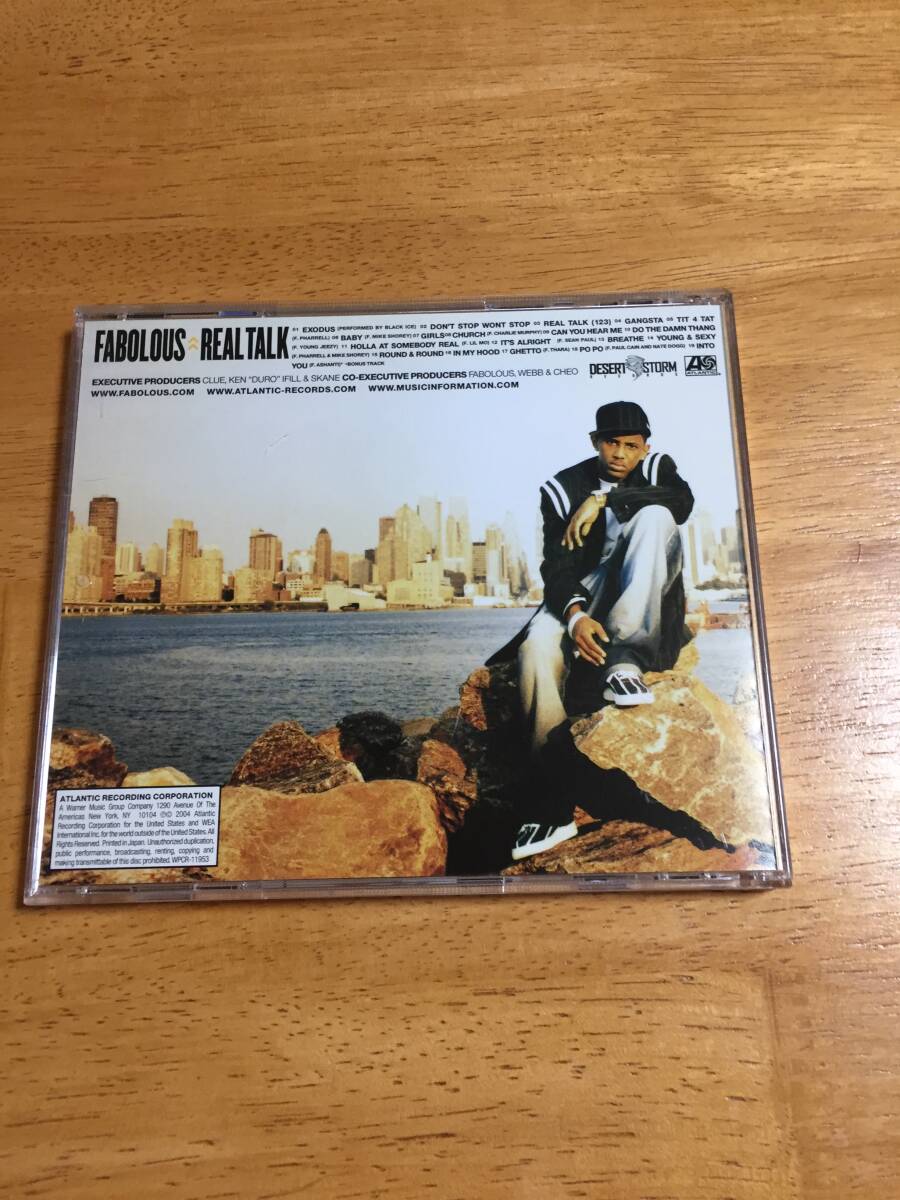 FABOLOUS REAL TALK
01 EXODUS (PERFORMED BY BLACK ICE) 02 DON'T STOP WONT STOP 03 REAL TALK (123) 04 GANGSTA 05 TIT 4 TAT
(F. PHARRELL) 06 BABY (F. MIKE SHOREY) 07 GIRLS 08 CHURCH (F. CHARLIE MURPHY) 09 CAN YOU HEAR ME 10 DO THE DAMN THANG
(F. YOUNG JEEZY) 11 HOLLA AT SOMEBODY REAL (F. LIL MO) 12 IT'S ALRIGHT (F. SEAN PAUL) 13 BREATHE 14 YOUNG & SEXY
(F. PHARRELL & MIKE SHOREY) 15 ROUND & ROUND 16 IN MY HOOD 17 GHETTO (F. THARA) 18 PO PO (F. PAUL CAIN AND NATE DOGG) 19 INTO
YOU (F. ASHANTI)* *BONUS TRACK
EXECUTIVE PRODUCERS CLUE, KEN "DURO" IFILL & SKANE CO-EXECUTIVE PRODUCERS FABOLOUS, WEBB & CHEO
WWW.FABOLOUS.COM WWW.ATLANTIC-RECORDS.COM WWW.MUSICINFORMATION.COM
DESERT STORM
RECORDS
ATLANTIC
ATLANTIC RECORDING CORPORATION
A Warner Music Group Company 1290 Avenue Of The
Americas New York, NY 10104 ℗© 2004 Atlantic
Recording Corporation for the United States and WEA
International Inc. for the world outside of the United States. All
Rights Reserved. Printed in Japan. Unauthorized duplication,
public performance, broadcasting, renting, copying and
making transmittable of this disc prohibited. WPCR-11953